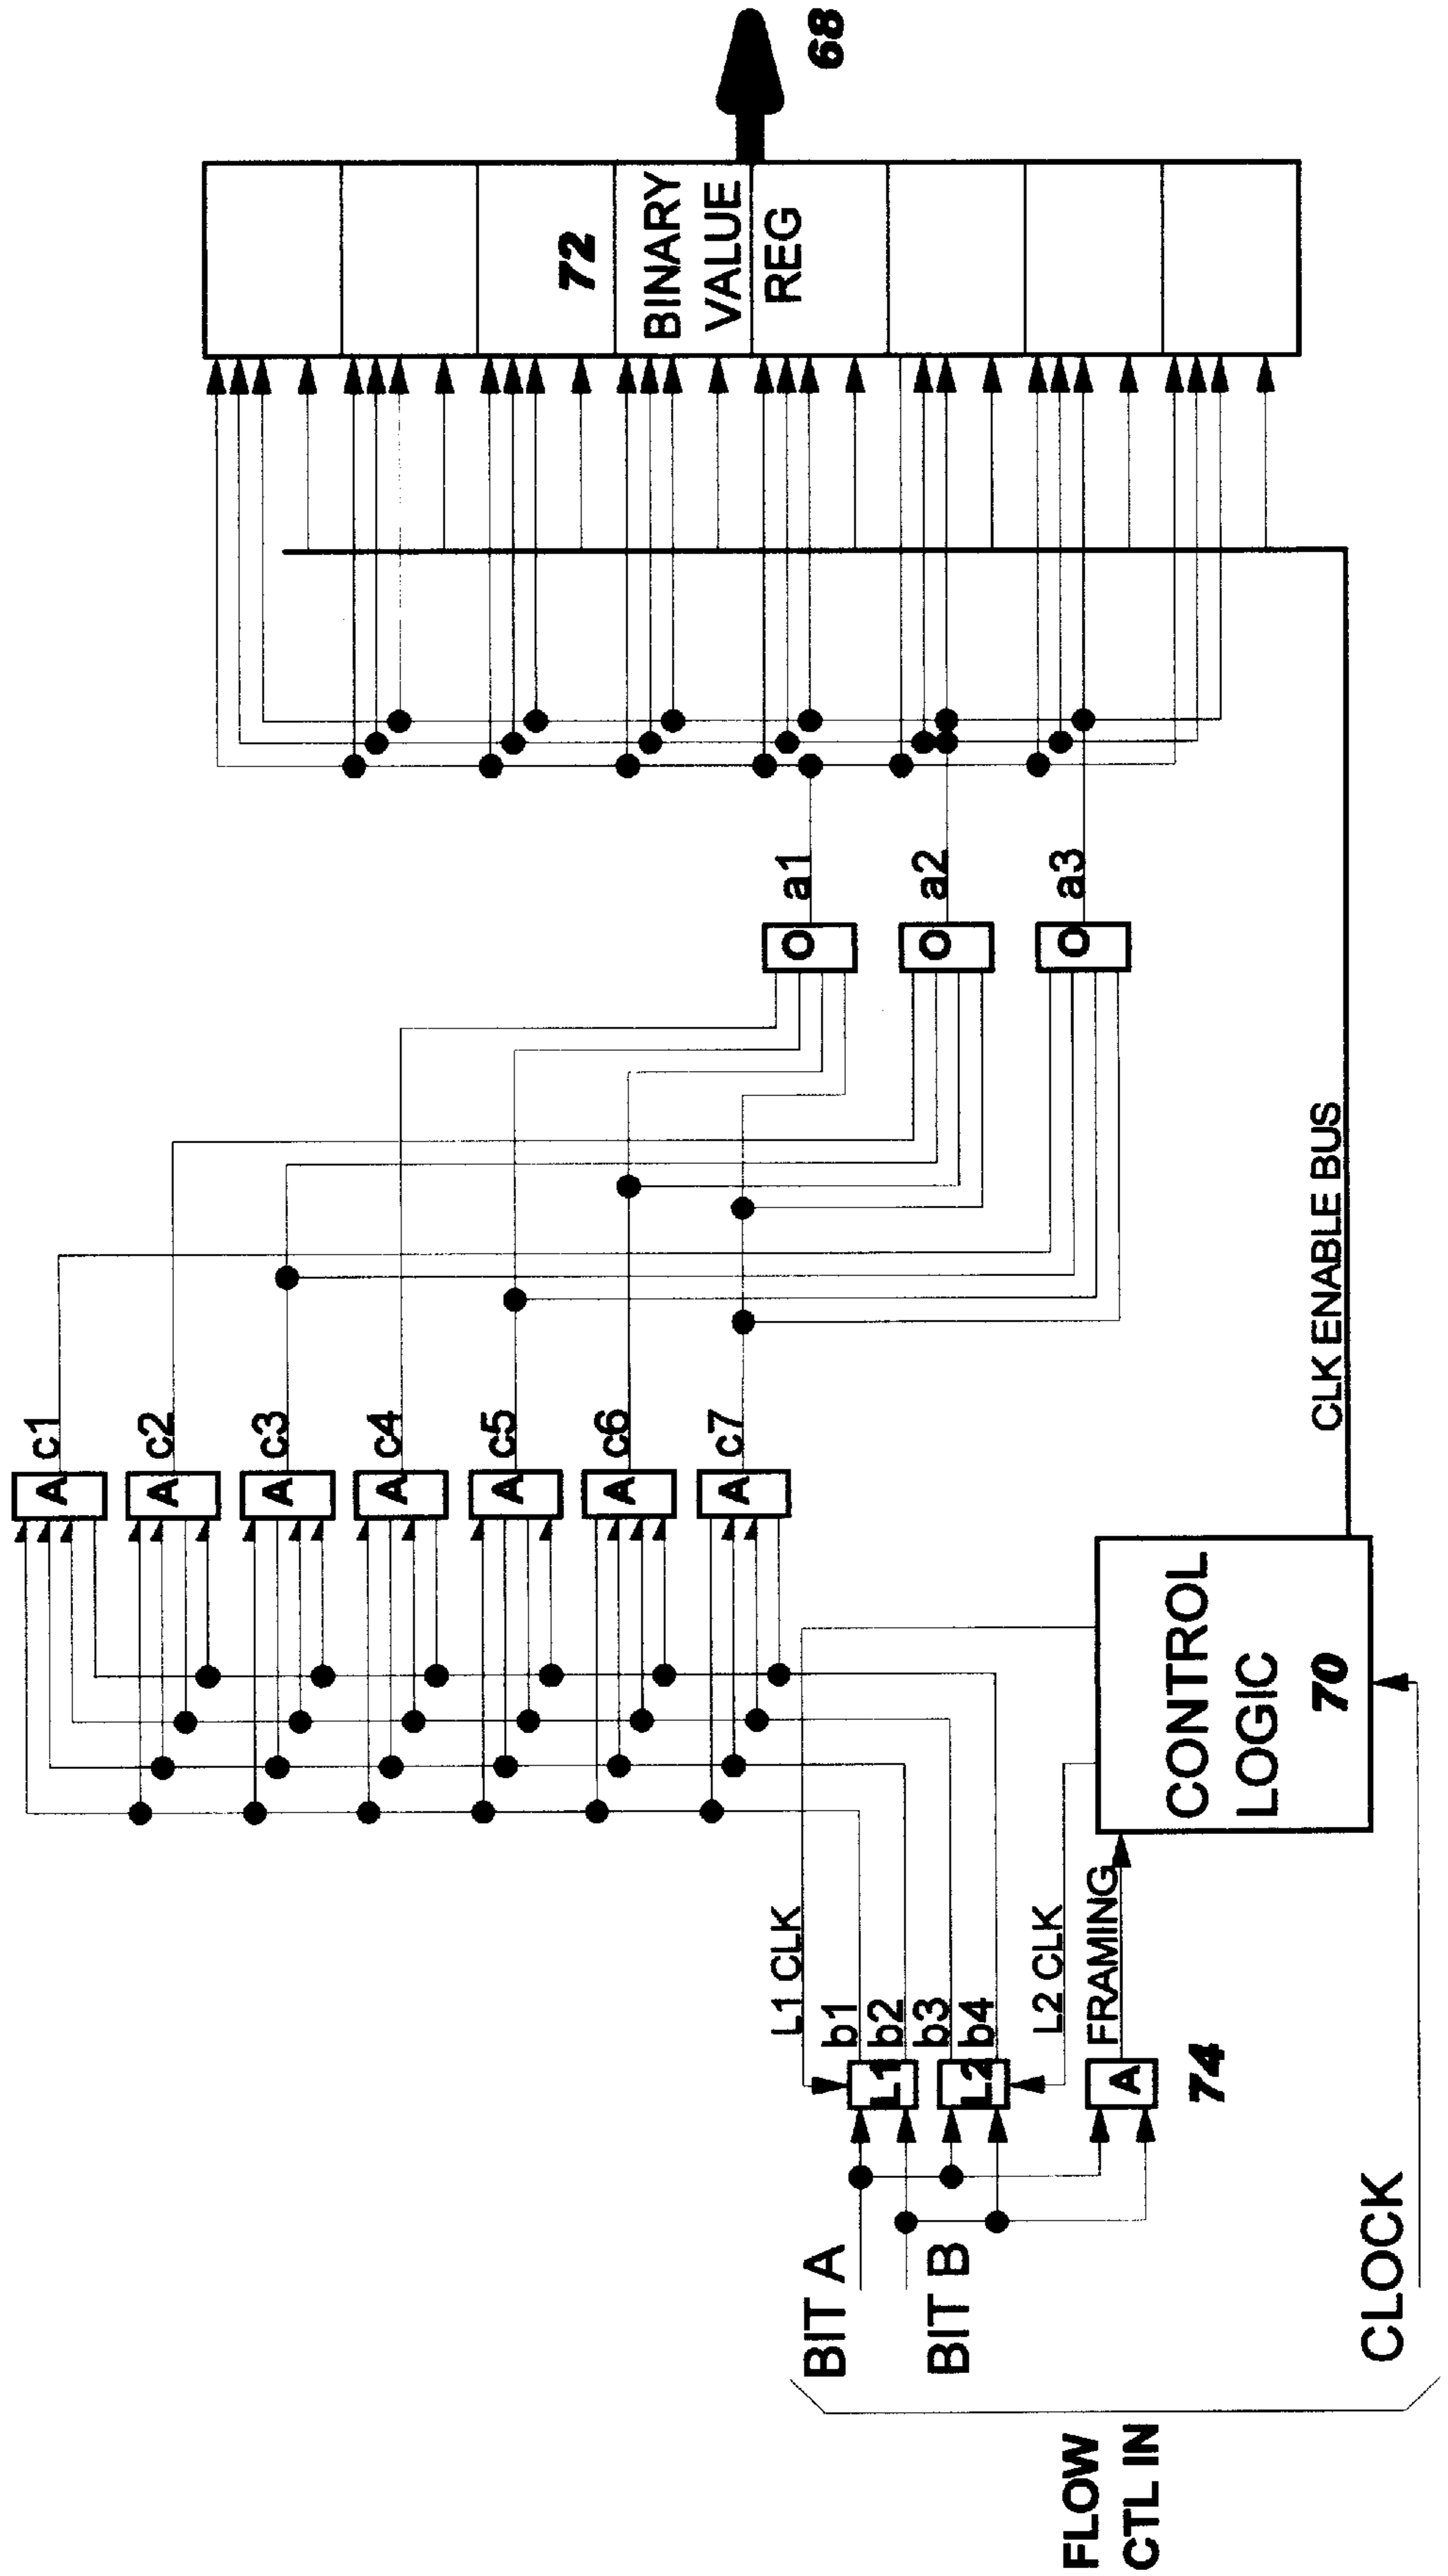 FLOW
CTL IN
BIT A
BIT B
CLOCK
L1
L2
A
74
b1
b2
b3
b4
L1 CLK
L2 CLK
FRAMING
CONTROL
LOGIC
70
CLK ENABLE BUS
A c1
A c2
A c3
A c4
A c5
A c6
A c7
O a1
O a2
O a3
72
BINARY
VALUE
REG
68